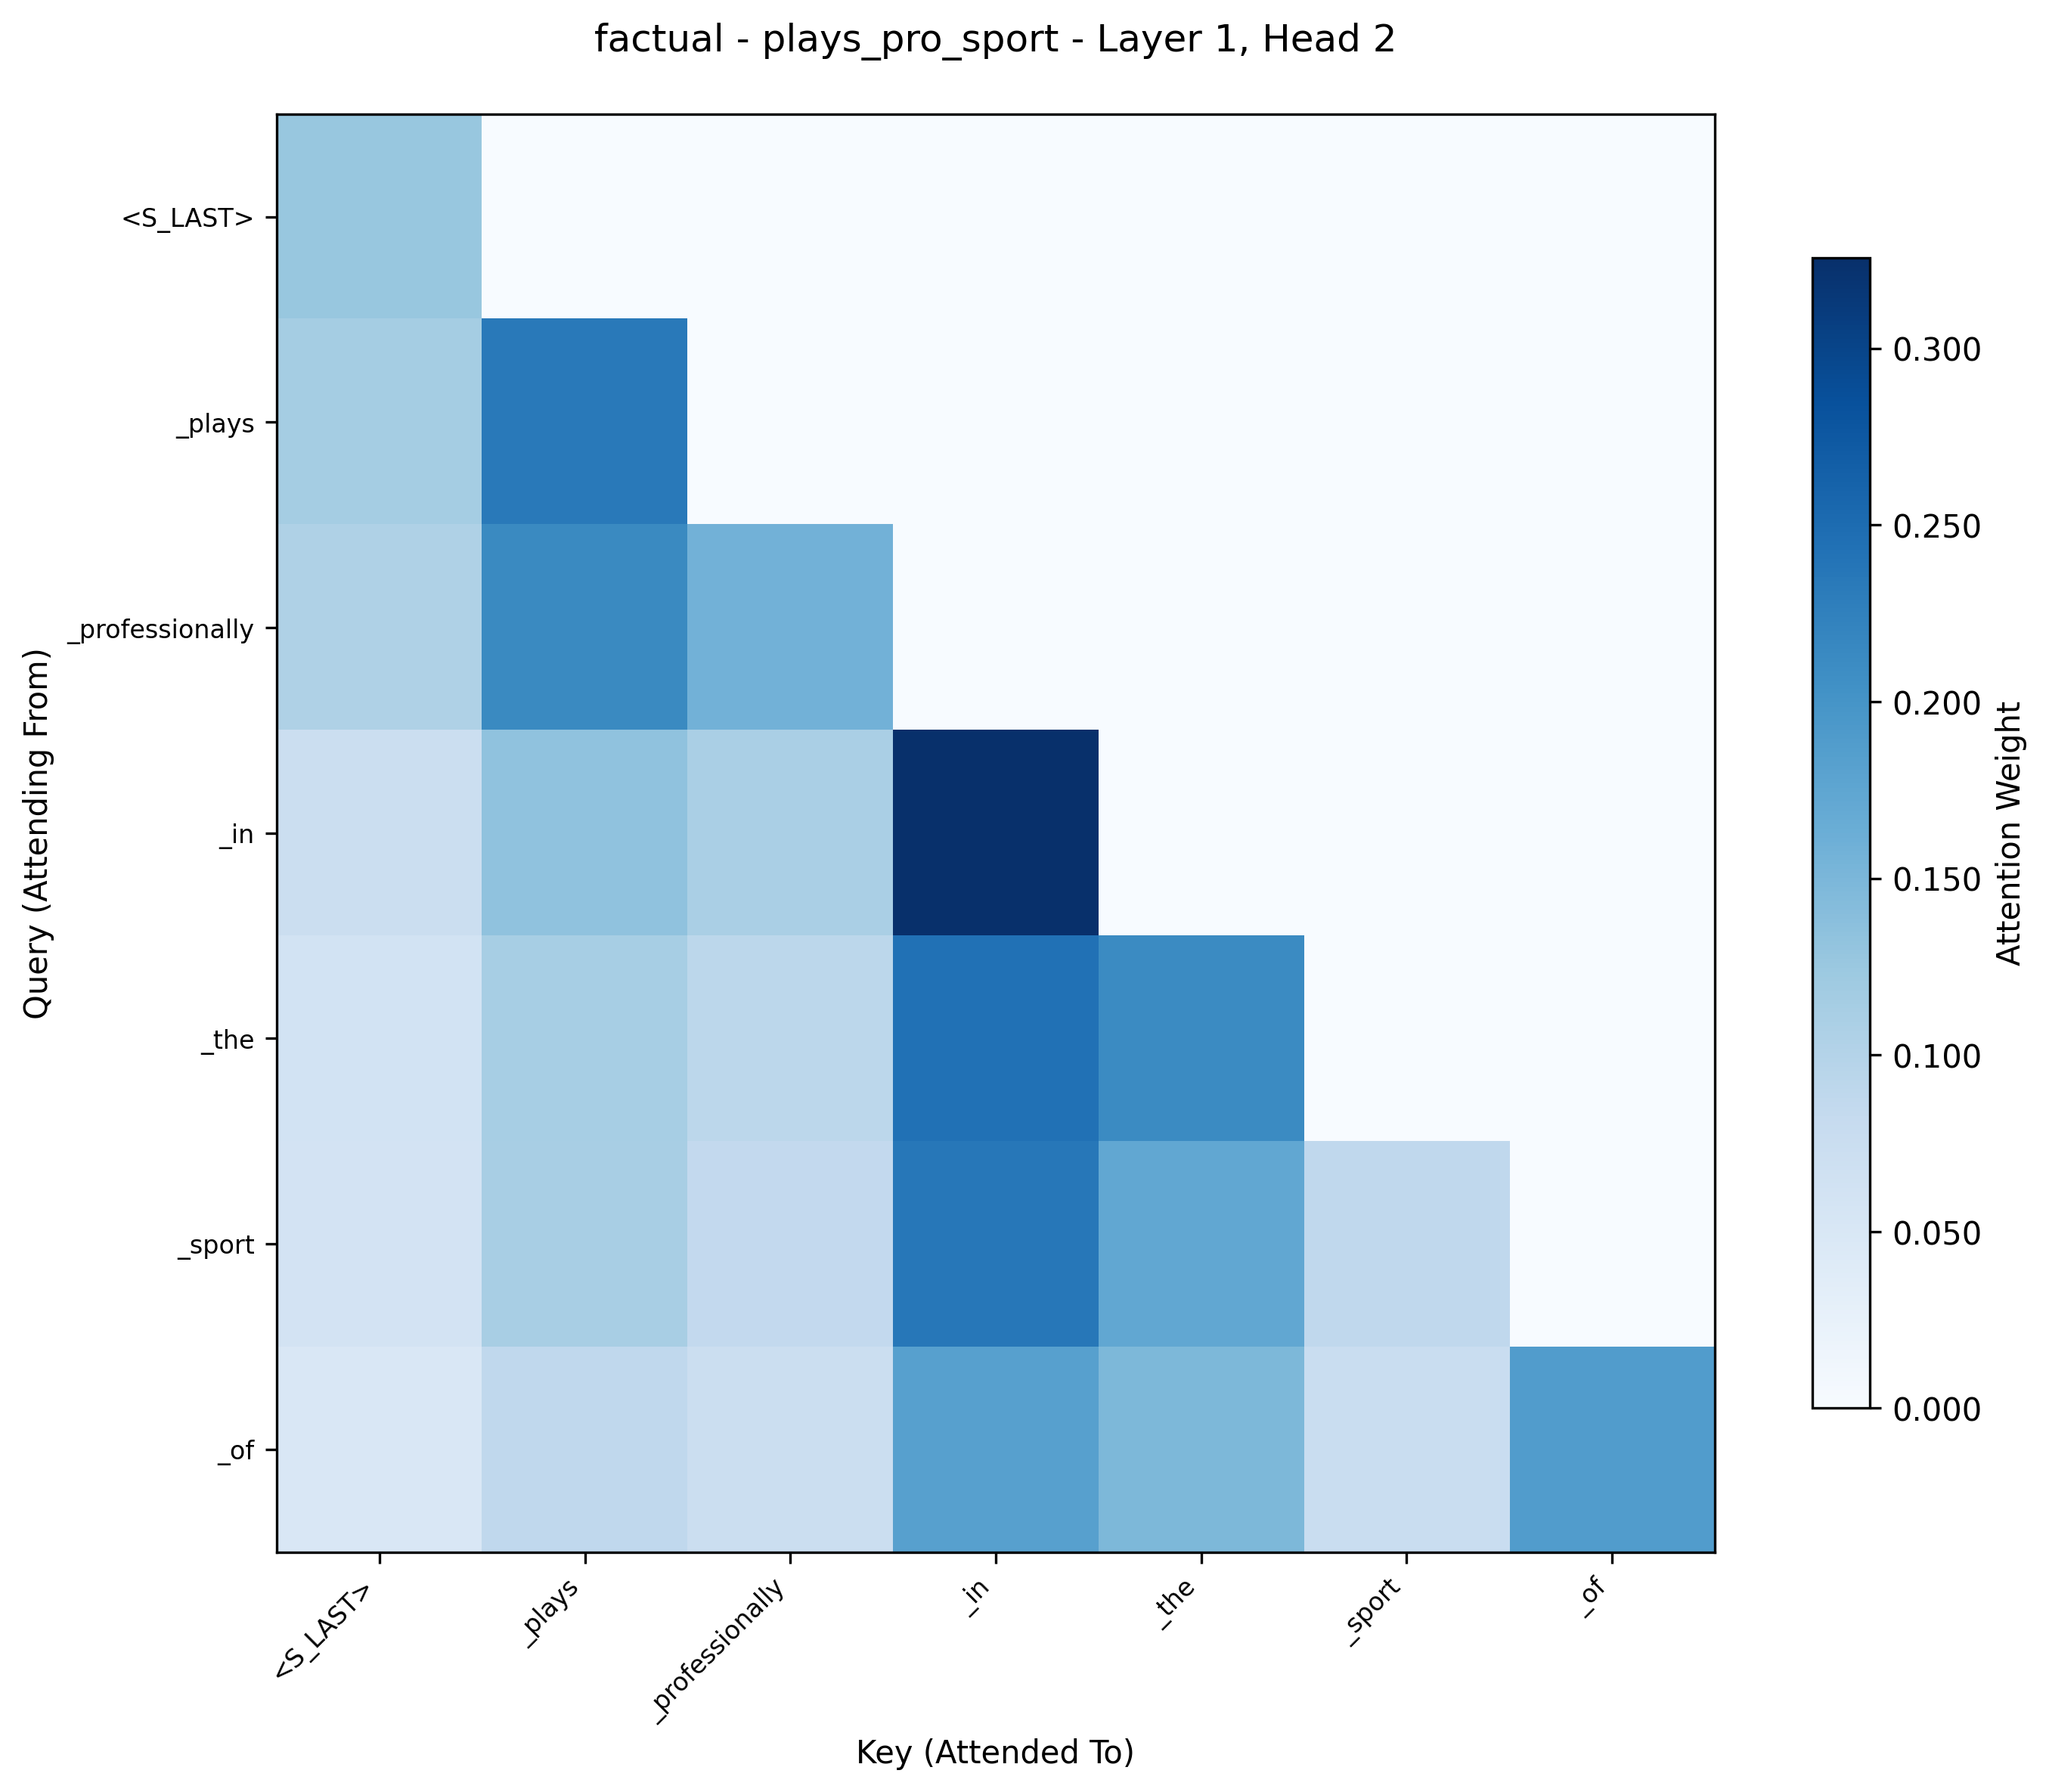 factual - plays_pro_sport - Layer 1, Head 2
Query (Attending From)
<S_LAST>
_plays
_professionally
_in
_the
_sport
_of
<S_LAST>
_plays
_professionally
_in
_the
_sport
_of
Key (Attended To)
0.300
0.250
0.200
0.150
0.100
0.050
0.000
Attention Weight